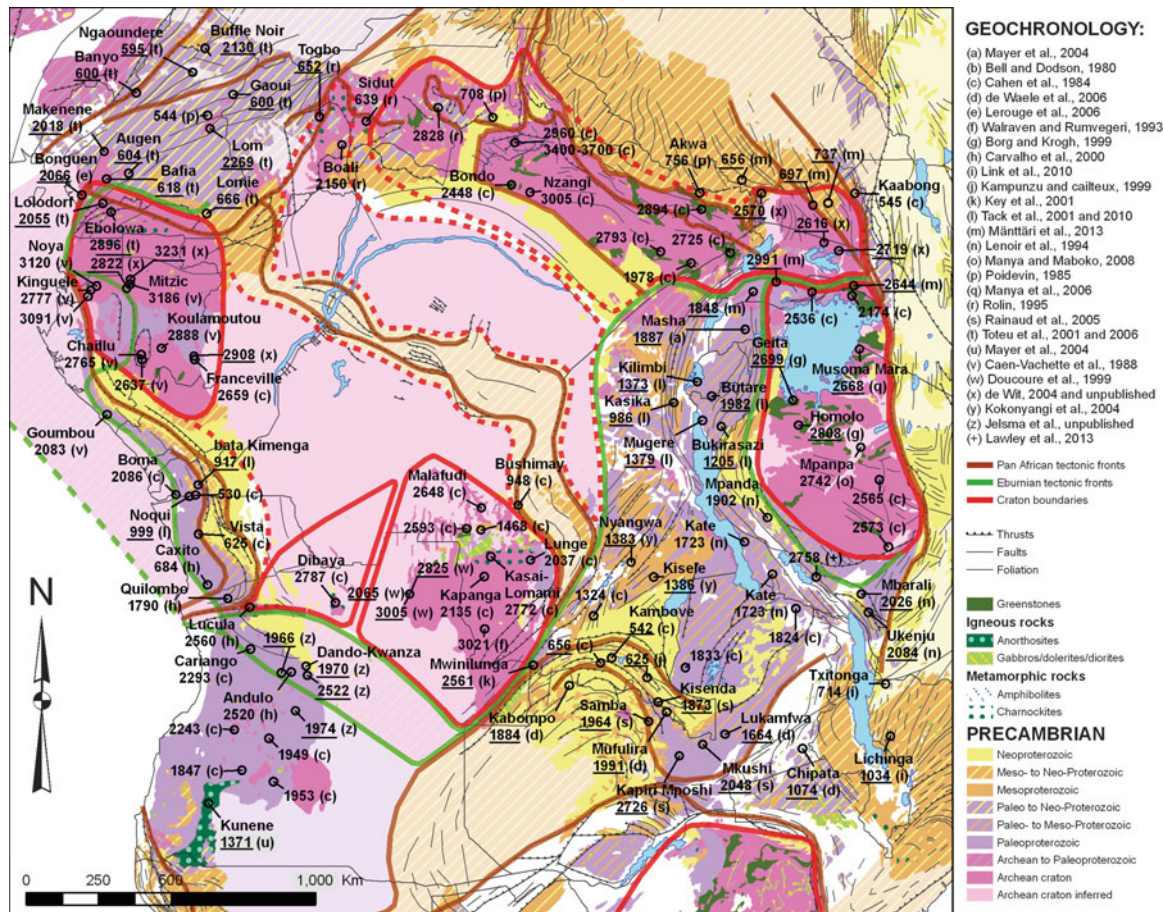 Ngaoundere
595 (t)
Banyo
600 (t)
Makenene
2018 (t)
Buffle Noir
2130 (t)
Togbo
652 (r)
Gaoui
600 (t)
544 (p)
Sidut
639 (r)
708 (p)
2828 (r)
2960 (c)
3400-3700 (c)
Augen
604 (t)
Lom
2269 (t)
Boali
2150 (r)
Bonguen
2066 (e)
Bafia
618 (t)
Lomie
666 (t)
Lolodorf
2055 (t)
Bondo
2448 (c)
Nzangi
3005 (c)
Akwa
756 (p)
656 (m)
737 (m)
697 (m)
Kaabong
545 (c)
2894 (c)
2570 (x)
2616 (x)
2719 (x)
2793 (c)
2725 (c)
1978 (c)
2991 (m)
2644 (m)
Ebolowa
2896 (t)
2822 (x)
3231 (x)
Noya
3120 (v)
Mitzic
3186 (v)
Kinguele
2777 (v)
3091 (v)
Koulamoutou
2888 (v)
Chaillu
2765 (v)
2908 (x)
2637 (v)
Franceville
2659 (c)
1848 (m)
2536 (c)
2174 (c)
Masha
1887 (a)
Geita
2699 (g)
Kilimbi
1373 (l)
Musoma Mara
2668 (q)
Butare
1982 (l)
Kasika
986 (l)
Homolo
2808 (g)
Mugere
1379 (l)
Bukirasazi
1205 (l)
Mpanpa
2742 (o)
2565 (c)
2573 (c)
Goumbou
2083 (v)
bata Kimenga
917 (l)
Boma
2086 (c)
530 (c)
Noqui
999 (l)
Vista
625 (c)
Caxito
684 (h)
Quilombo
1790 (h)
Malafudi
2648 (c)
Bushimay
948 (c)
2593 (c)
1468 (c)
Dibaya
2787 (c)
2825 (w)
Lunge
2037 (c)
2065 (w)
3005 (w)
Kapanga
2135 (c)
Kasai-
Lomami
2772 (c)
3021 (f)
Mwinilunga
2561 (k)
Mpanda
1902 (n)
Nyangwa
1383 (y)
Kate
1723 (n)
Kisele
1386 (y)
2758 (+)
1324 (c)
Kate
1723 (n)
Mbarali
2026 (n)
Kambove
542 (c)
1824 (c)
Ukenju
2084 (n)
656 (c)
625 (j)
1833 (c)
Txitonga
714 (i)
Lucula
2560 (h)
1966 (z)
Dando-Kwanza
1970 (z)
2522 (z)
Cariango
2293 (c)
Andulo
2520 (h)
1974 (z)
2243 (c)
1949 (c)
1847 (c)
1953 (c)
Kunene
1371 (u)
Kabompo
1884 (d)
Samba
1964 (s)
Kisenda
1873 (s)
Mufulira
1991 (d)
Lukamfwa
1664 (d)
Mkushi
2048 (s)
Kapiri Mposhi
2726 (s)
Chipata
1074 (d)
Lichinga
1034 (i)
N
0 250 500 1,000 Km
GEOCHRONOLOGY:
(a) Mayer et al., 2004
(b) Bell and Dodson, 1980
(c) Cahen et al., 1984
(d) de Waele et al., 2006
(e) Lerouge et al., 2006
(f) Walraven and Rumvegeri, 1993
(g) Borg and Krogh, 1999
(h) Carvalho et al., 2000
(i) Link et al., 2010
(j) Kampunzu and cailteux, 1999
(k) Key et al., 2001
(l) Tack et al., 2001 and 2010
(m) Mänttäri et al., 2013
(n) Lenoir et al., 1994
(o) Manya and Maboko, 2008
(p) Poidevin, 1985
(q) Manya et al., 2006
(r) Rolin, 1995
(s) Rainaud et al., 2005
(t) Toteu et al., 2001 and 2006
(u) Mayer et al., 2004
(v) Caen-Vachette et al., 1988
(w) Doucoure et al., 1999
(x) de Wit, 2004 and unpublished
(y) Kokonyangi et al., 2004
(z) Jelsma et al., unpublished
(+) Lawley et al., 2013
Pan African tectonic fronts
Eburnian tectonic fronts
Craton boundaries
Thrusts
Faults
Foliation
Greenstones
Igneous rocks
Anorthosites
Gabbros/dolerites/diorites
Metamorphic rocks
Amphibolites
Charnockites
PRECAMBRIAN
Neoproterozoic
Meso- to Neo-Proterozoic
Mesoproterozoic
Paleo to Neo-Proterozoic
Paleo- to Meso-Proterozoic
Paleoproterozoic
Archean to Paleoproterozoic
Archean craton
Archean craton inferred